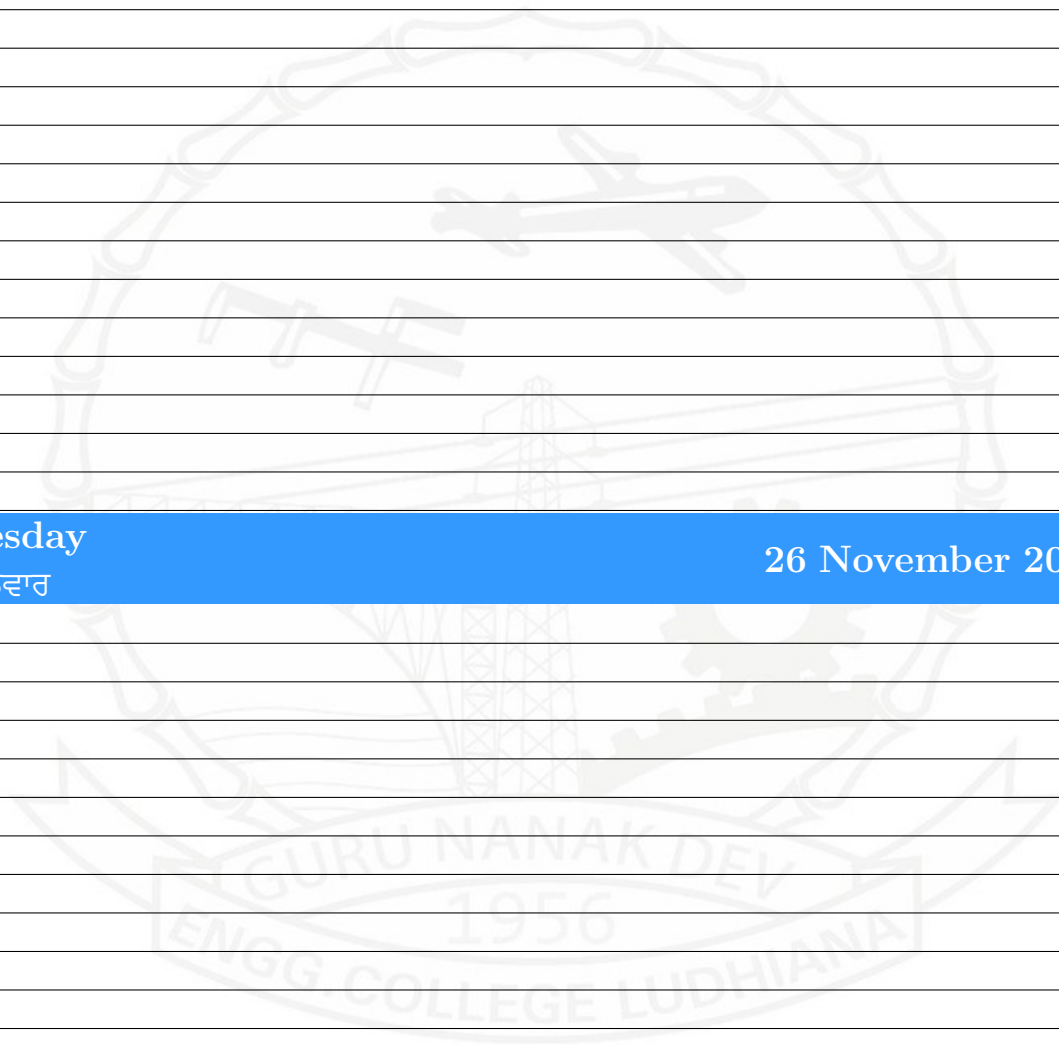 esday
26 November 20
ਵਾਰ
GURU NANAK DEV
1956
ENGG. COLLEGE LUDHIANA